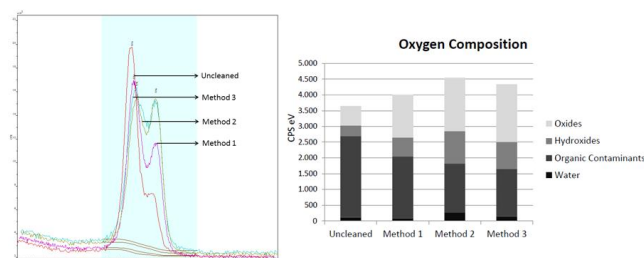 Uncleaned
Method 3
Method 2
Method 1
Oxygen Composition
CPS eV
5.000
4.500
4.000
3.500
3.000
2.500
2.000
1.500
1.000
500
0
Uncleaned Method 1 Method 2 Method 3
Oxides
Hydroxides
Organic Contaminants
Water